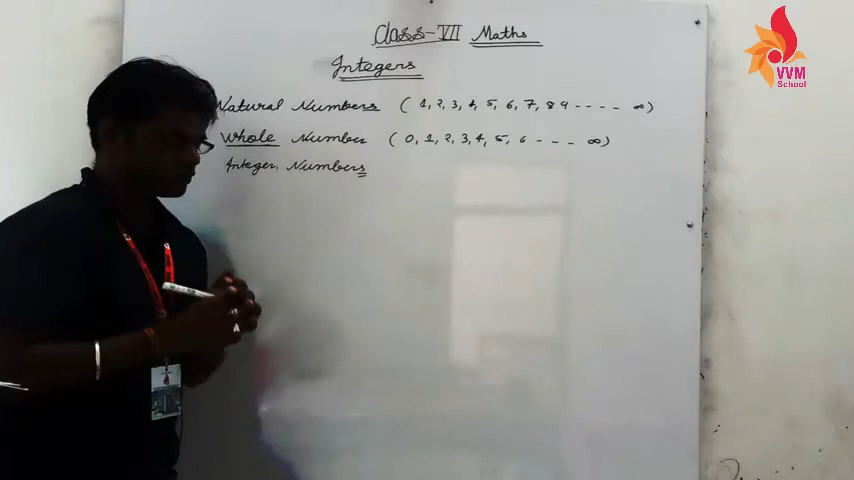 Class-VII Maths
Integers
Natural Numbers ( 1, 2, 3, 4, 5, 6, 7, 8 9 ---- ∞)
Whole Number ( 0, 1, 2, 3, 4, 5, 6 --- ∞)
Integer, Numbers
VVM
School